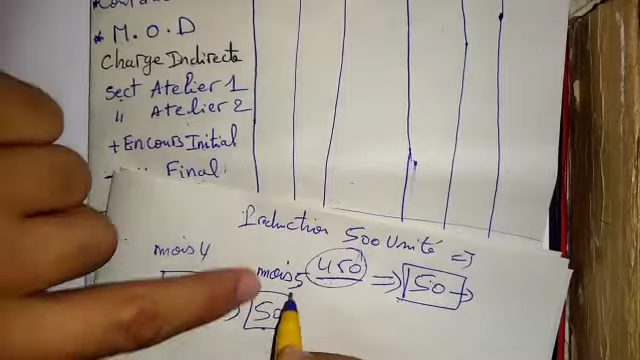 * M.O.D
Charge Indirecte
sect Atelier 1
" Atelier 2
+ Encours Initial
Final
Production 500 Unité =>
mois 4
mois 5 450 => 50
50